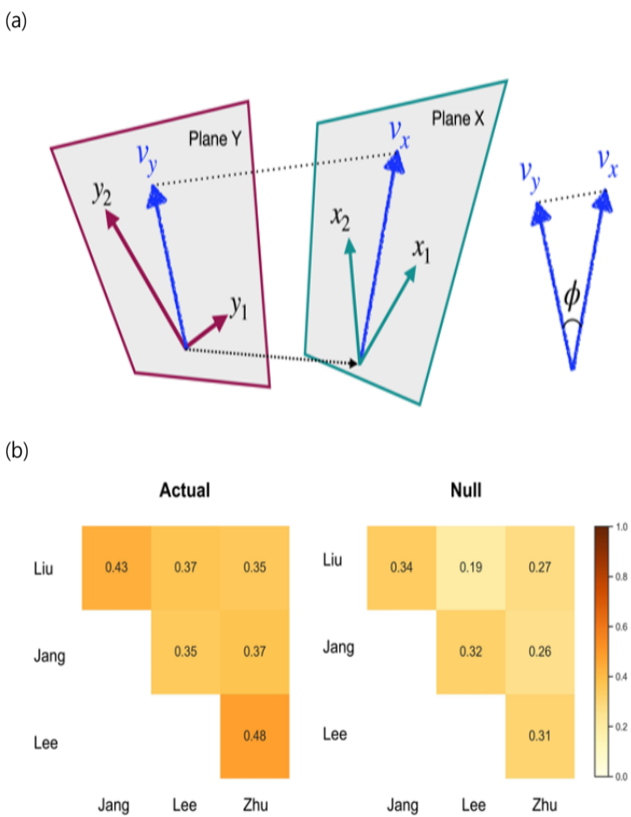 (a)
Plane Y
Plane X
v_y
v_x
y_2
y_1
x_2
x_1
v_y
v_x
ϕ
(b)
Actual
Null
Liu
0.43
0.37
0.35
Jang
0.35
0.37
Lee
0.48
Jang
Lee
Zhu
Liu
0.34
0.19
0.27
Jang
0.32
0.26
Lee
0.31
Jang
Lee
Zhu
1.0
0.8
0.6
0.4
0.2
0.0